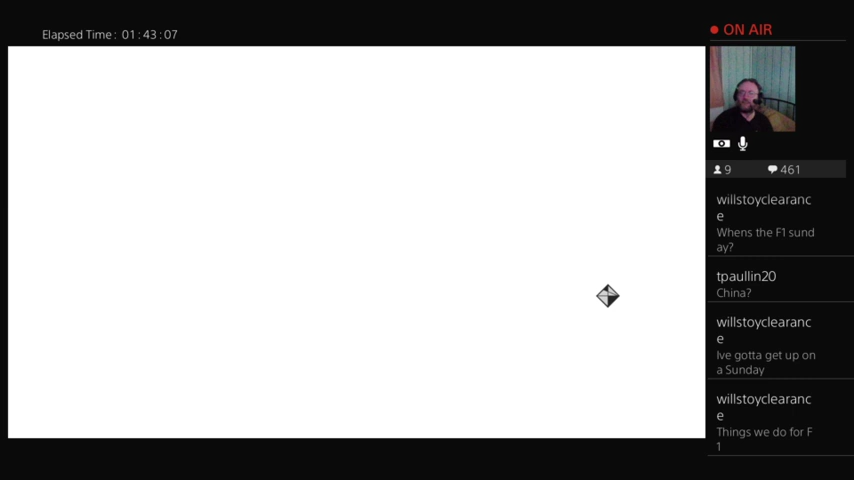 Elapsed Time: 01:43:07
ON AIR
9 461
willstoyclearanc
e
Whens the F1 sund
ay?
tpaullin20
China?
willstoyclearanc
e
Ive gotta get up on
a Sunday
willstoyclearanc
e
Things we do for F
1